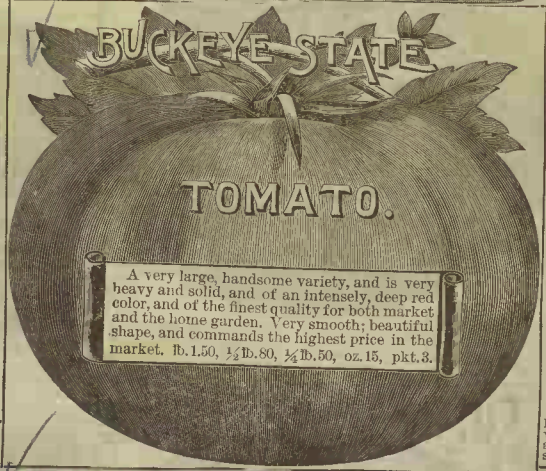 BUCKEYE STATE
TOMATO.
A very large, handsome variety, and is very
heavy and solid, and of an intensely, deep red
color, and of the finest quality for both market
and the home garden. Very smooth; beautiful
shape, and commands the highest price in the
market. lb.1.50, ½lb.80, ¼lb.50, oz.15, pkt.3.